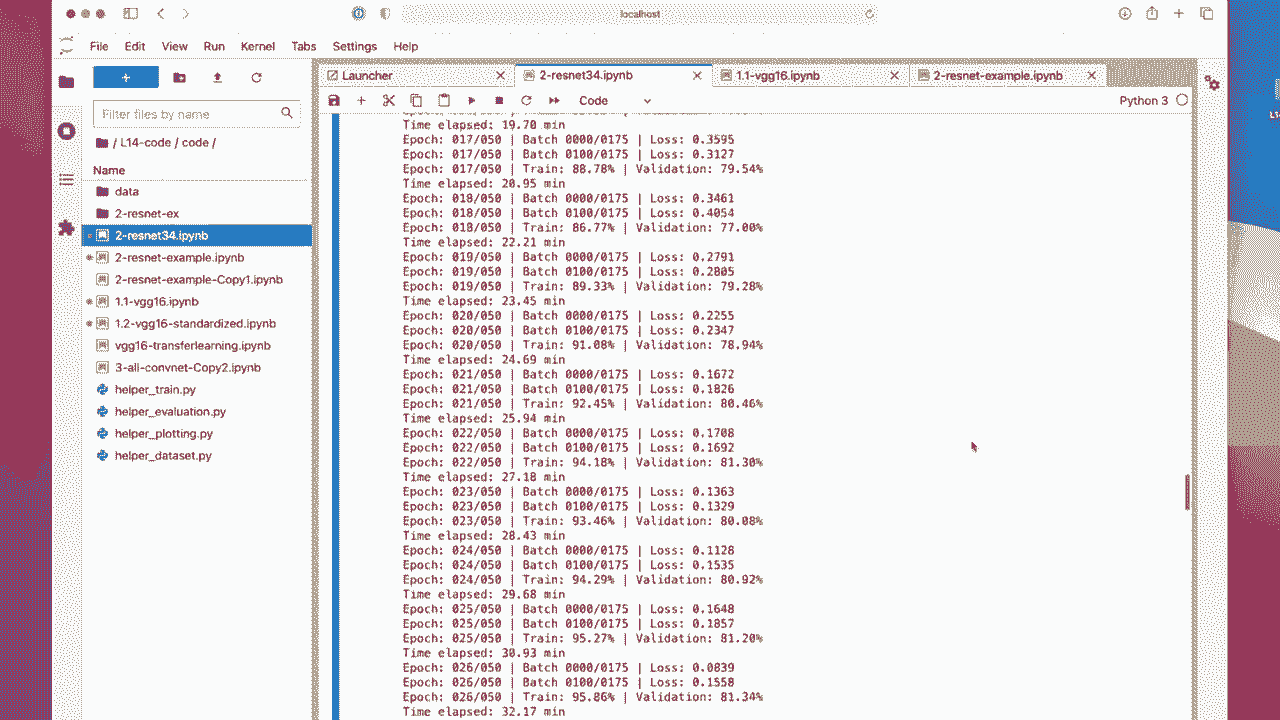 localhost
File Edit View Run Kernel Tabs Settings Help
Launcher
2-resnet34.ipynb
1.1-vgg16.ipynb
2-resnet-example.ipynb
Code
Python 3
Filter files by name
/ L14-code / code /
Name
data
2-resnet-ex
2-resnet34.ipynb
2-resnet-example.ipynb
2-resnet-example-Copy1.ipynb
1.1-vgg16.ipynb
1.2-vgg16-standardized.ipynb
vgg16-transferlearning.ipynb
3-all-convnet-Copy2.ipynb
helper_train.py
helper_evaluation.py
helper_plotting.py
helper_dataset.py
Time elapsed: 19.70 min
Epoch: 017/050 | Batch 0000/0175 | Loss: 0.3595
Epoch: 017/050 | Batch 0100/0175 | Loss: 0.3127
Epoch: 017/050 | Train: 88.78% | Validation: 79.54%
Time elapsed: 20.95 min
Epoch: 018/050 | Batch 0000/0175 | Loss: 0.3461
Epoch: 018/050 | Batch 0100/0175 | Loss: 0.4054
Epoch: 018/050 | Train: 86.77% | Validation: 77.00%
Time elapsed: 22.21 min
Epoch: 019/050 | Batch 0000/0175 | Loss: 0.2791
Epoch: 019/050 | Batch 0100/0175 | Loss: 0.2805
Epoch: 019/050 | Train: 89.33% | Validation: 79.28%
Time elapsed: 23.45 min
Epoch: 020/050 | Batch 0000/0175 | Loss: 0.2255
Epoch: 020/050 | Batch 0100/0175 | Loss: 0.2347
Epoch: 020/050 | Train: 91.08% | Validation: 78.94%
Time elapsed: 24.69 min
Epoch: 021/050 | Batch 0000/0175 | Loss: 0.1672
Epoch: 021/050 | Batch 0100/0175 | Loss: 0.1826
Epoch: 021/050 | Train: 92.45% | Validation: 80.46%
Time elapsed: 25.94 min
Epoch: 022/050 | Batch 0000/0175 | Loss: 0.1708
Epoch: 022/050 | Batch 0100/0175 | Loss: 0.1692
Epoch: 022/050 | Train: 94.18% | Validation: 81.30%
Time elapsed: 27.18 min
Epoch: 023/050 | Batch 0000/0175 | Loss: 0.1363
Epoch: 023/050 | Batch 0100/0175 | Loss: 0.1329
Epoch: 023/050 | Train: 93.46% | Validation: 80.08%
Time elapsed: 28.43 min
Epoch: 024/050 | Batch 0000/0175 | Loss: 0.1128
Epoch: 024/050 | Batch 0100/0175 | Loss: 0.1535
Epoch: 024/050 | Train: 94.29% | Validation: 80.92%
Time elapsed: 29.68 min
Epoch: 025/050 | Batch 0000/0175 | Loss: 0.1648
Epoch: 025/050 | Batch 0100/0175 | Loss: 0.1857
Epoch: 025/050 | Train: 95.27% | Validation: 81.20%
Time elapsed: 30.93 min
Epoch: 026/050 | Batch 0000/0175 | Loss: 0.0839
Epoch: 026/050 | Batch 0100/0175 | Loss: 0.1558
Epoch: 026/050 | Train: 95.86% | Validation: 81.34%
Time elapsed: 32.17 min